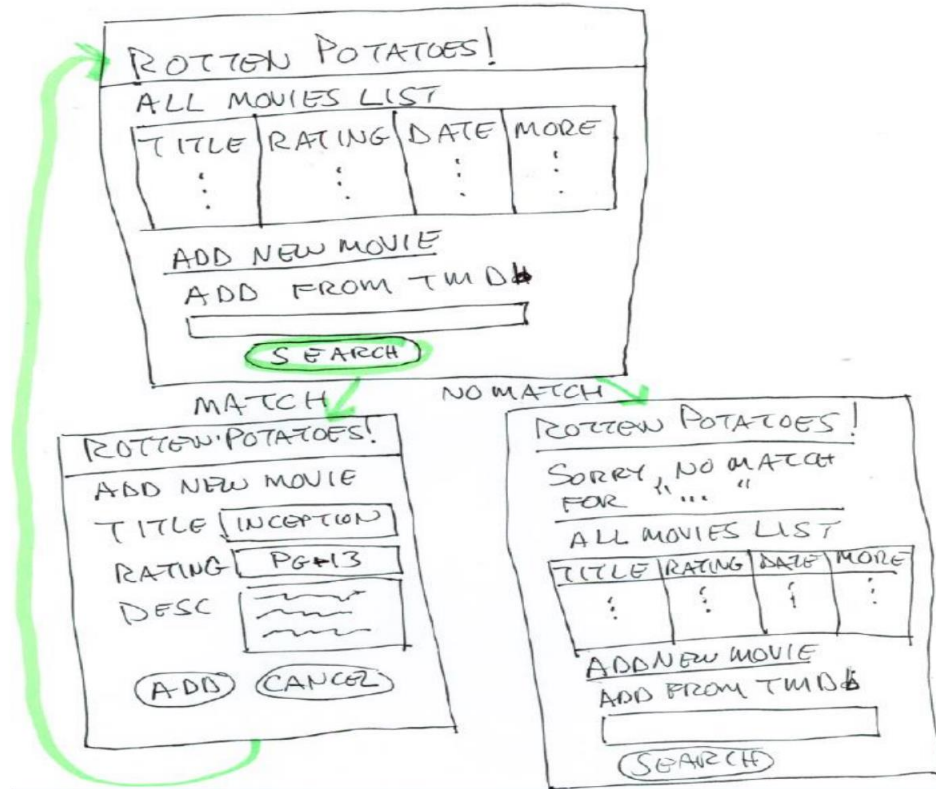 ROTTEN POTATOES!
ALL MOVIES LIST
TITLE RATING DATE MORE
ADD NEW MOVIE
ADD FROM TMDb
SEARCH
MATCH
NO MATCH
ROTTEN POTATOES!
ADD NEW MOVIE
TITLE INCEPTION
RATING PG-13
DESC
ADD CANCEL
ROTTEN POTATOES!
SORRY, NO MATCH
FOR "... "
ALL MOVIES LIST
TITLE RATING DATE MORE
ADD NEW MOVIE
ADD FROM TMDb
SEARCH